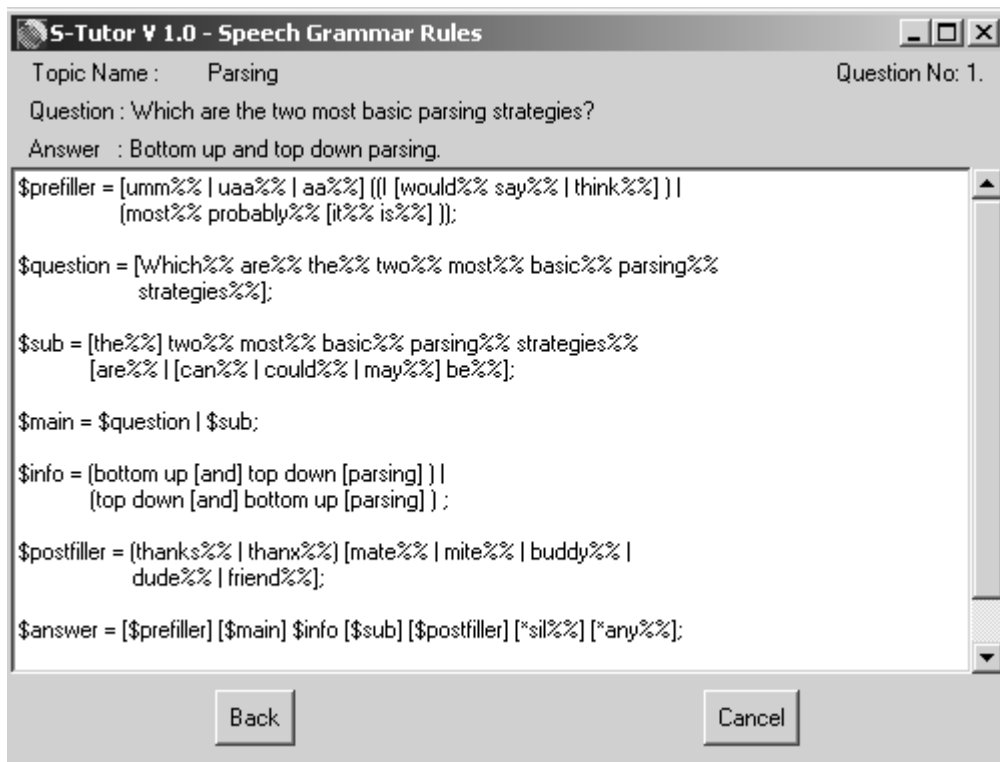 S-Tutor V 1.0 - Speech Grammar Rules
Topic Name : Parsing Question No: 1.
Question : Which are the two most basic parsing strategies?
Answer : Bottom up and top down parsing.
$prefiller = [umm%% | uaa%% | aa%%] ((I [would%% say%% | think%%] ) |
(most%% probably%% [it%% is%%] ));
$question = [Which%% are%% the%% two%% most%% basic%% parsing%%
strategies%%];
$sub = [the%%] two%% most%% basic%% parsing%% strategies%%
[are%% | [can%% | could%% | may%%] be%%];
$main = $question | $sub;
$info = (bottom up [and] top down [parsing] ) |
(top down [and] bottom up [parsing] ) ;
$postfiller = (thanks%% | thanx%%) [mate%% | mite%% | buddy%% |
dude%% | friend%%];
$answer = [$prefiller] [$main] $info [$sub] [$postfiller] [*sil%%] [*any%%];
Back Cancel